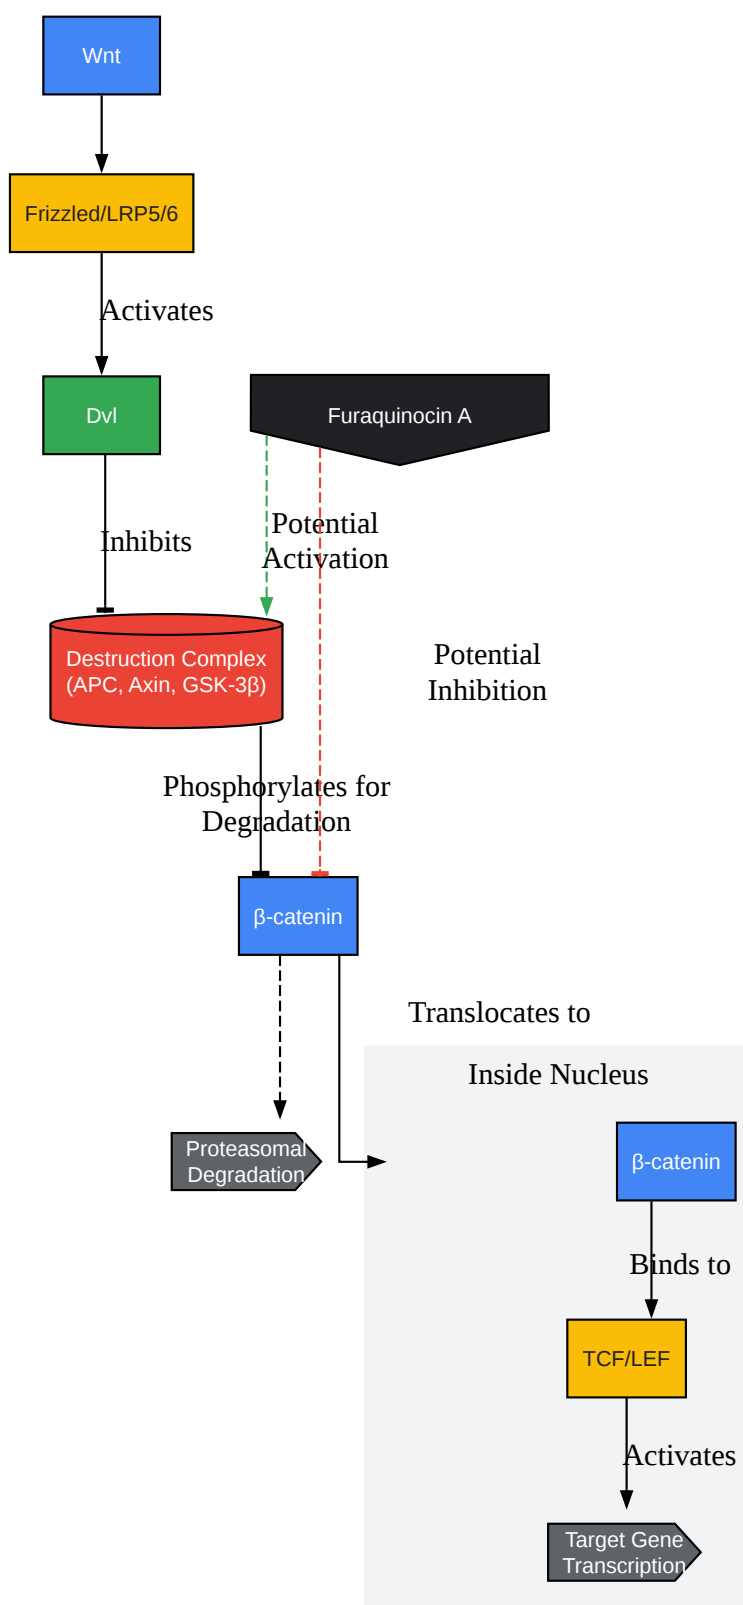 Wnt
Frizzled/LRP5/6
Activates
Dvl
Furaquinocin A
Inhibits
Potential
Activation
Potential
Inhibition
Destruction Complex
(APC, Axin, GSK-3β)
Phosphorylates for
Degradation
β-catenin
Translocates to
Inside Nucleus
Proteasomal
Degradation
β-catenin
Binds to
TCF/LEF
Activates
Target Gene
Transcription